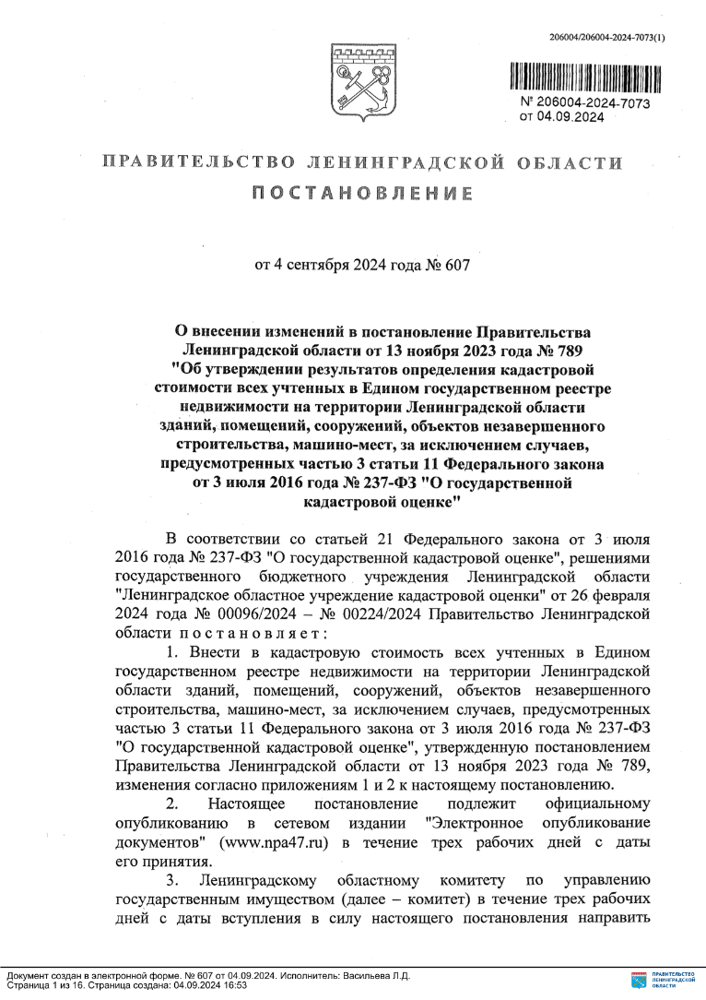 206004/206004-2024-7073(1)
№ 206004-2024-7073
от 04.09.2024
ПРАВИТЕЛЬСТВО ЛЕНИНГРАДСКОЙ ОБЛАСТИ
ПОСТАНОВЛЕНИЕ
от 4 сентября 2024 года № 607
О внесении изменений в постановление Правительства
Ленинградской области от 13 ноября 2023 года № 789
"Об утверждении результатов определения кадастровой
стоимости всех учтенных в Едином государственном реестре
недвижимости на территории Ленинградской области
зданий, помещений, сооружений, объектов незавершенного
строительства, машино-мест, за исключением случаев,
предусмотренных частью 3 статьи 11 Федерального закона
от 3 июля 2016 года № 237-ФЗ "О государственной
кадастровой оценке"
В соответствии со статьей 21 Федерального закона от 3 июля
2016 года № 237-ФЗ "О государственной кадастровой оценке", решениями
государственного бюджетного учреждения Ленинградской области
"Ленинградское областное учреждение кадастровой оценки" от 26 февраля
2024 года № 00096/2024 – № 00224/2024 Правительство Ленинградской
области п о с т а н о в л я е т :
1. Внести в кадастровую стоимость всех учтенных в Едином
государственном реестре недвижимости на территории Ленинградской
области зданий, помещений, сооружений, объектов незавершенного
строительства, машино-мест, за исключением случаев, предусмотренных
частью 3 статьи 11 Федерального закона от 3 июля 2016 года № 237-ФЗ
"О государственной кадастровой оценке", утвержденную постановлением
Правительства Ленинградской области от 13 ноября 2023 года № 789,
изменения согласно приложениям 1 и 2 к настоящему постановлению.
2. Настоящее постановление подлежит официальному
опубликованию в сетевом издании "Электронное опубликование
документов" (www.npa47.ru) в течение трех рабочих дней с даты
его принятия.
3. Ленинградскому областному комитету по управлению
государственным имуществом (далее – комитет) в течение трех рабочих
дней с даты вступления в силу настоящего постановления направить
Документ создан в электронной форме. № 607 от 04.09.2024. Исполнитель: Васильева Л.Д.
Страница 1 из 16. Страница создана: 04.09.2024 16:53
ПРАВИТЕЛЬСТВО
ЛЕНИНГРАДСКОЙ
ОБЛАСТИ